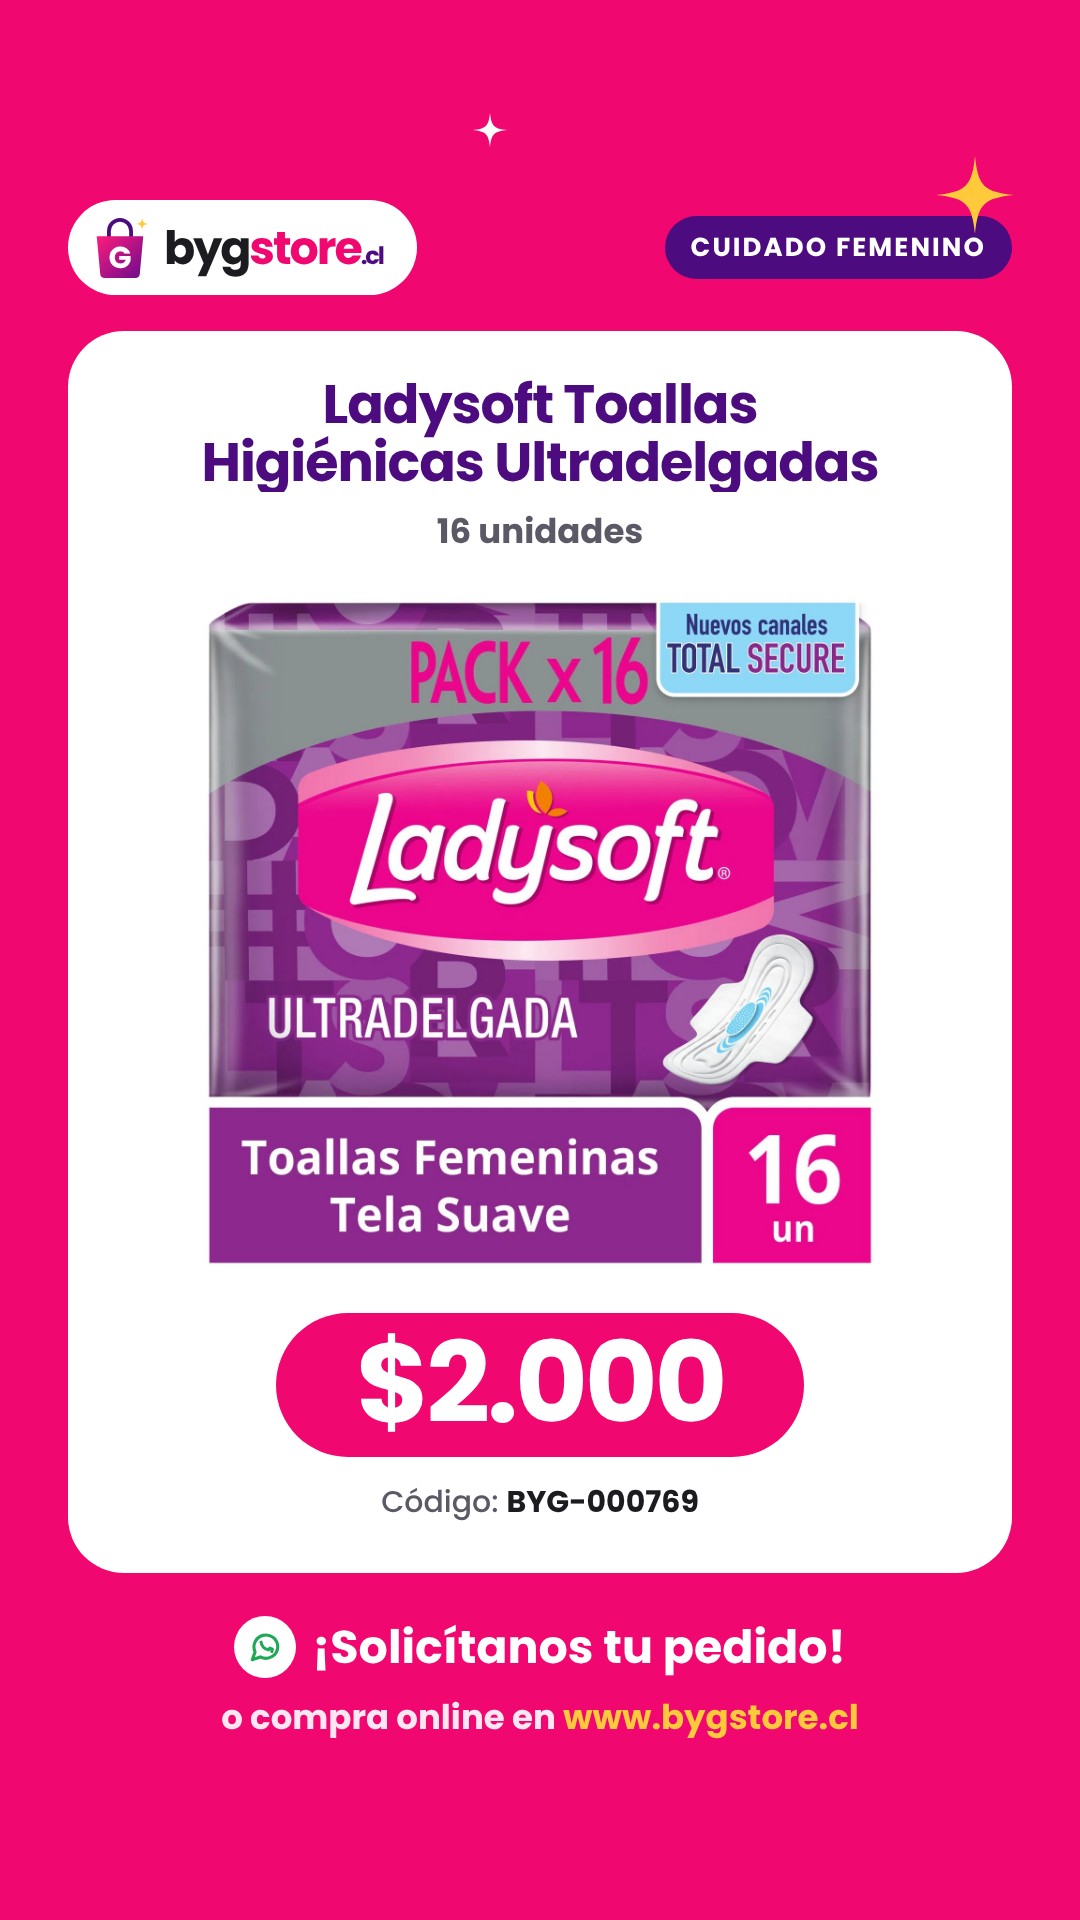 G bygstore.cl
CUIDADO FEMENINO
Ladysoft Toallas
Higiénicas Ultradelgadas
16 unidades
Nuevos canales
TOTAL SECURE
PACK x 16
Ladysoft®
ULTRADELGADA
Toallas Femeninas
Tela Suave
16
un
$2.000
Código: BYG-000769
¡Solicítanos tu pedido!
o compra online en www.bygstore.cl